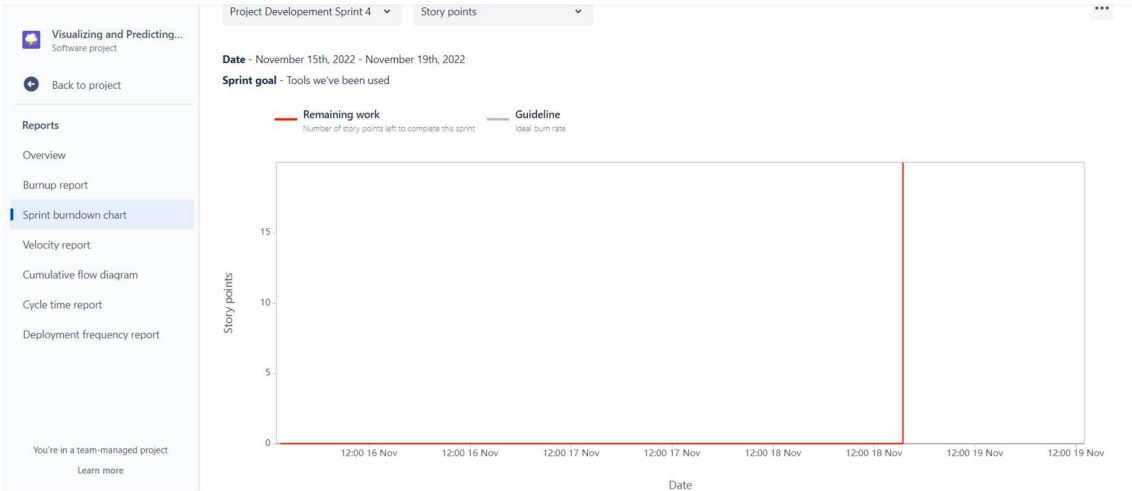 Project Developement Sprint 4
Story points
Visualizing and Predicting...
Software project
Back to project
Date - November 15th, 2022 - November 19th, 2022
Sprint goal - Tools we've been used
Reports
Overview
Burnup report
Sprint burndown chart
Velocity report
Cumulative flow diagram
Cycle time report
Deployment frequency report
You're in a team-managed project
Learn more
Remaining work
Number of story points left to complete this sprint
Guideline
Ideal burn rate
Story points
15
10
5
0
12:00 16 Nov
12:00 16 Nov
12:00 17 Nov
12:00 17 Nov
12:00 18 Nov
12:00 18 Nov
12:00 19 Nov
12:00 19 Nov
Date